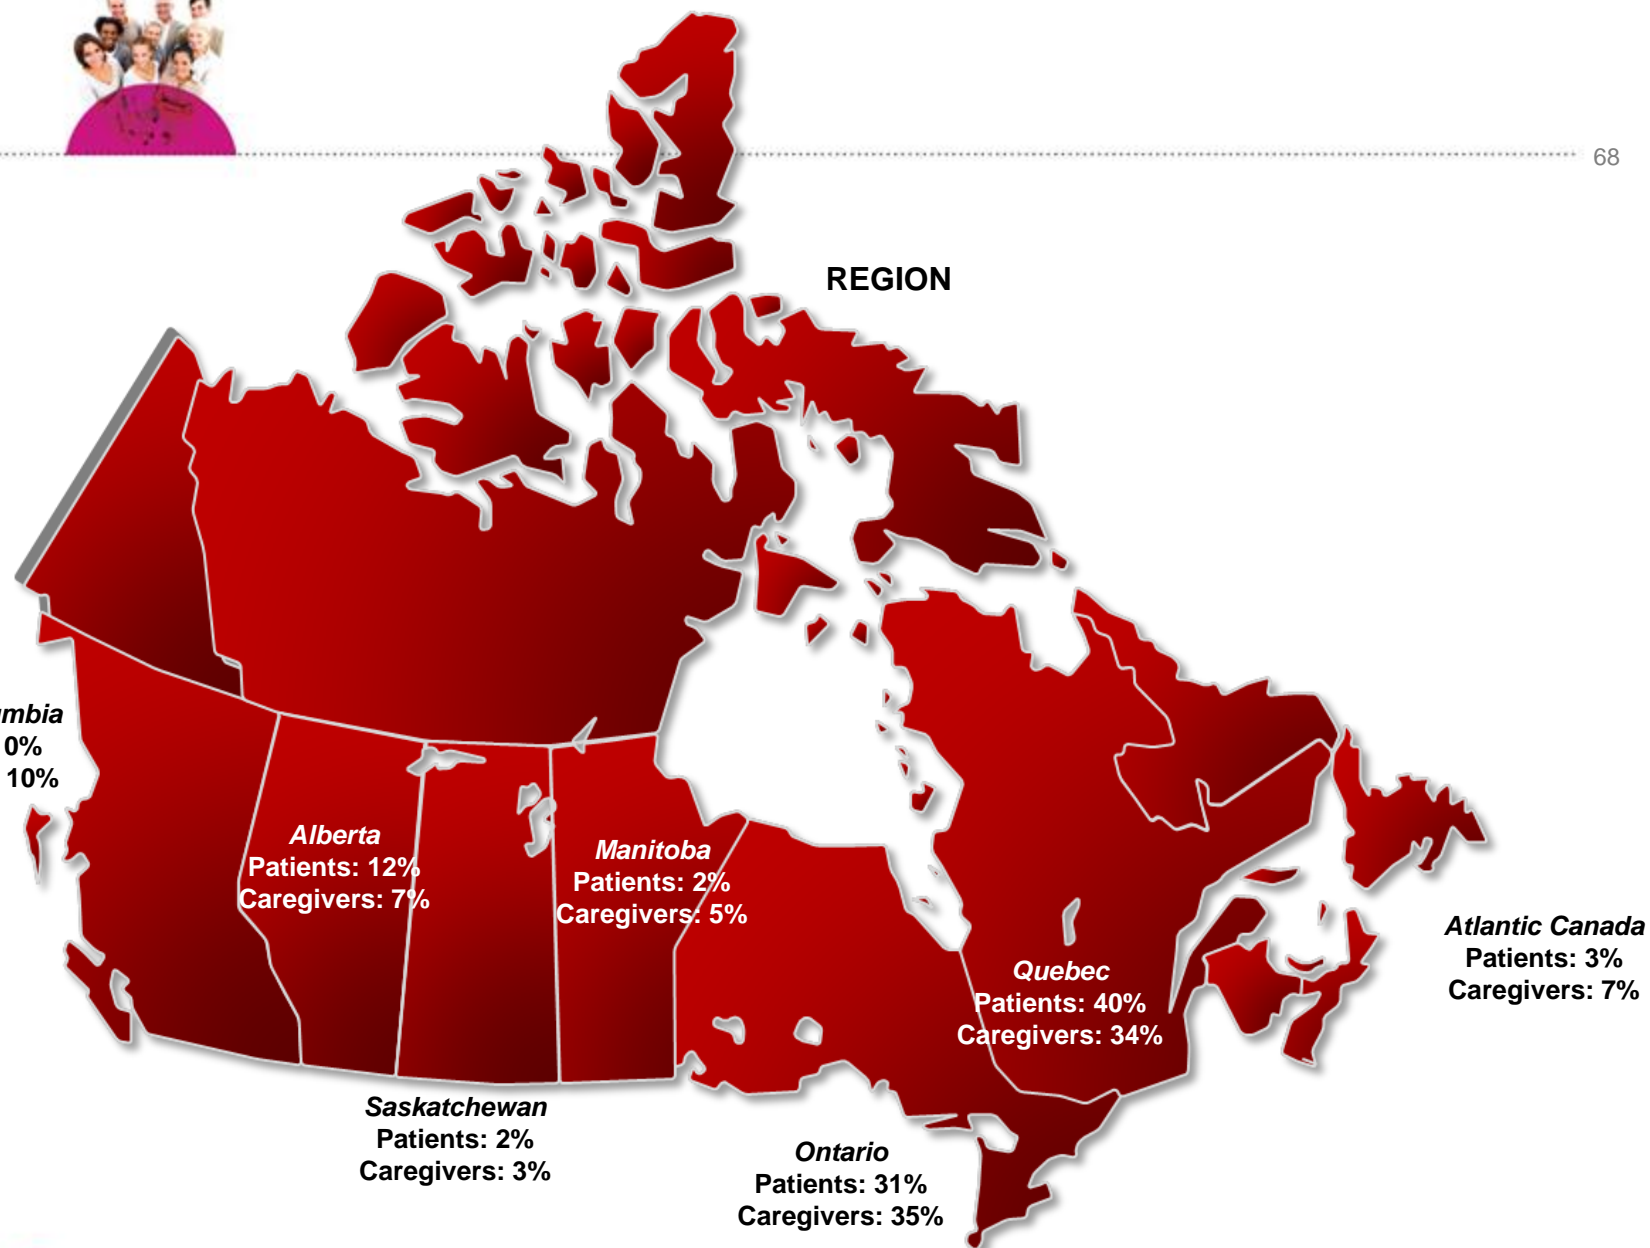 68
REGION
mbia
0%
10%
Alberta
Patients: 12%
Caregivers: 7%
Manitoba
Patients: 2%
Caregivers: 5%
Atlantic Canada
Patients: 3%
Caregivers: 7%
Quebec
Patients: 40%
Caregivers: 34%
Saskatchewan
Patients: 2%
Caregivers: 3%
Ontario
Patients: 31%
Caregivers: 35%